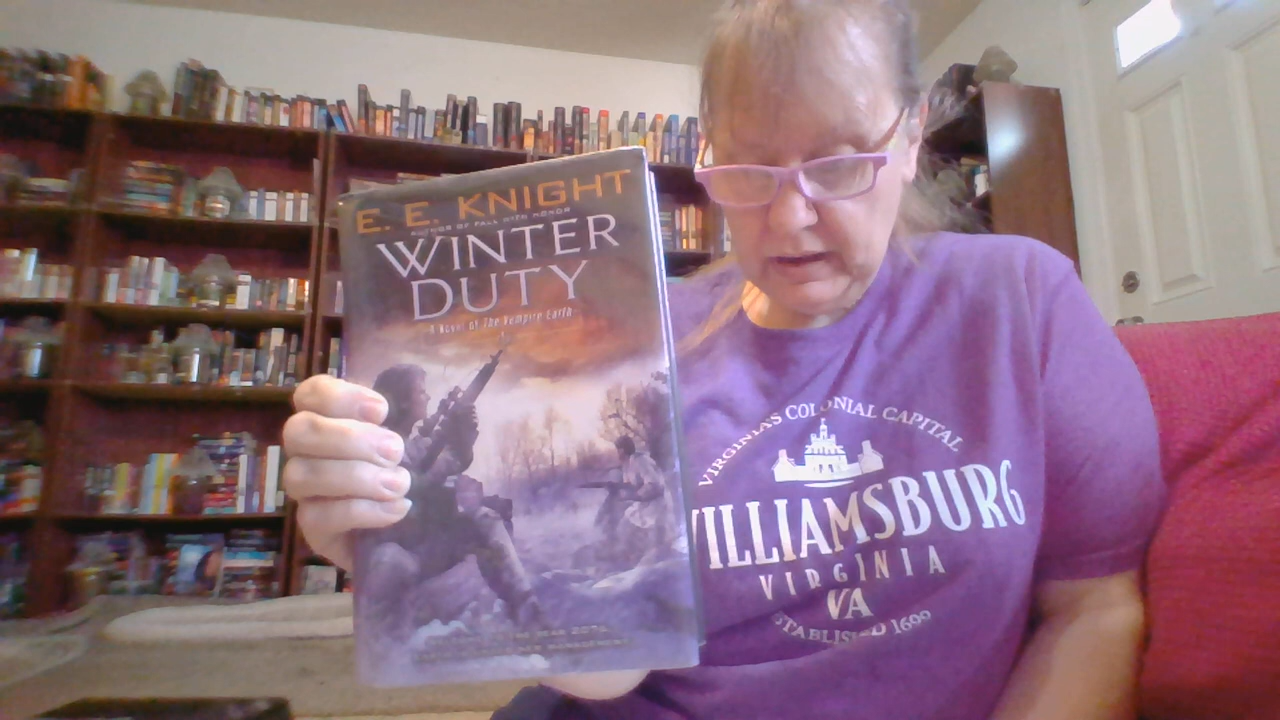 E. E. KNIGHT
AUTHOR OF FALL WITH HONOR
WINTER
DUTY
A Novel of The Vampire Earth
VIRGINIA'S COLONIAL CAPITAL
WILLIAMSBURG
VIRGINIA
VA
ESTABLISHED 1699